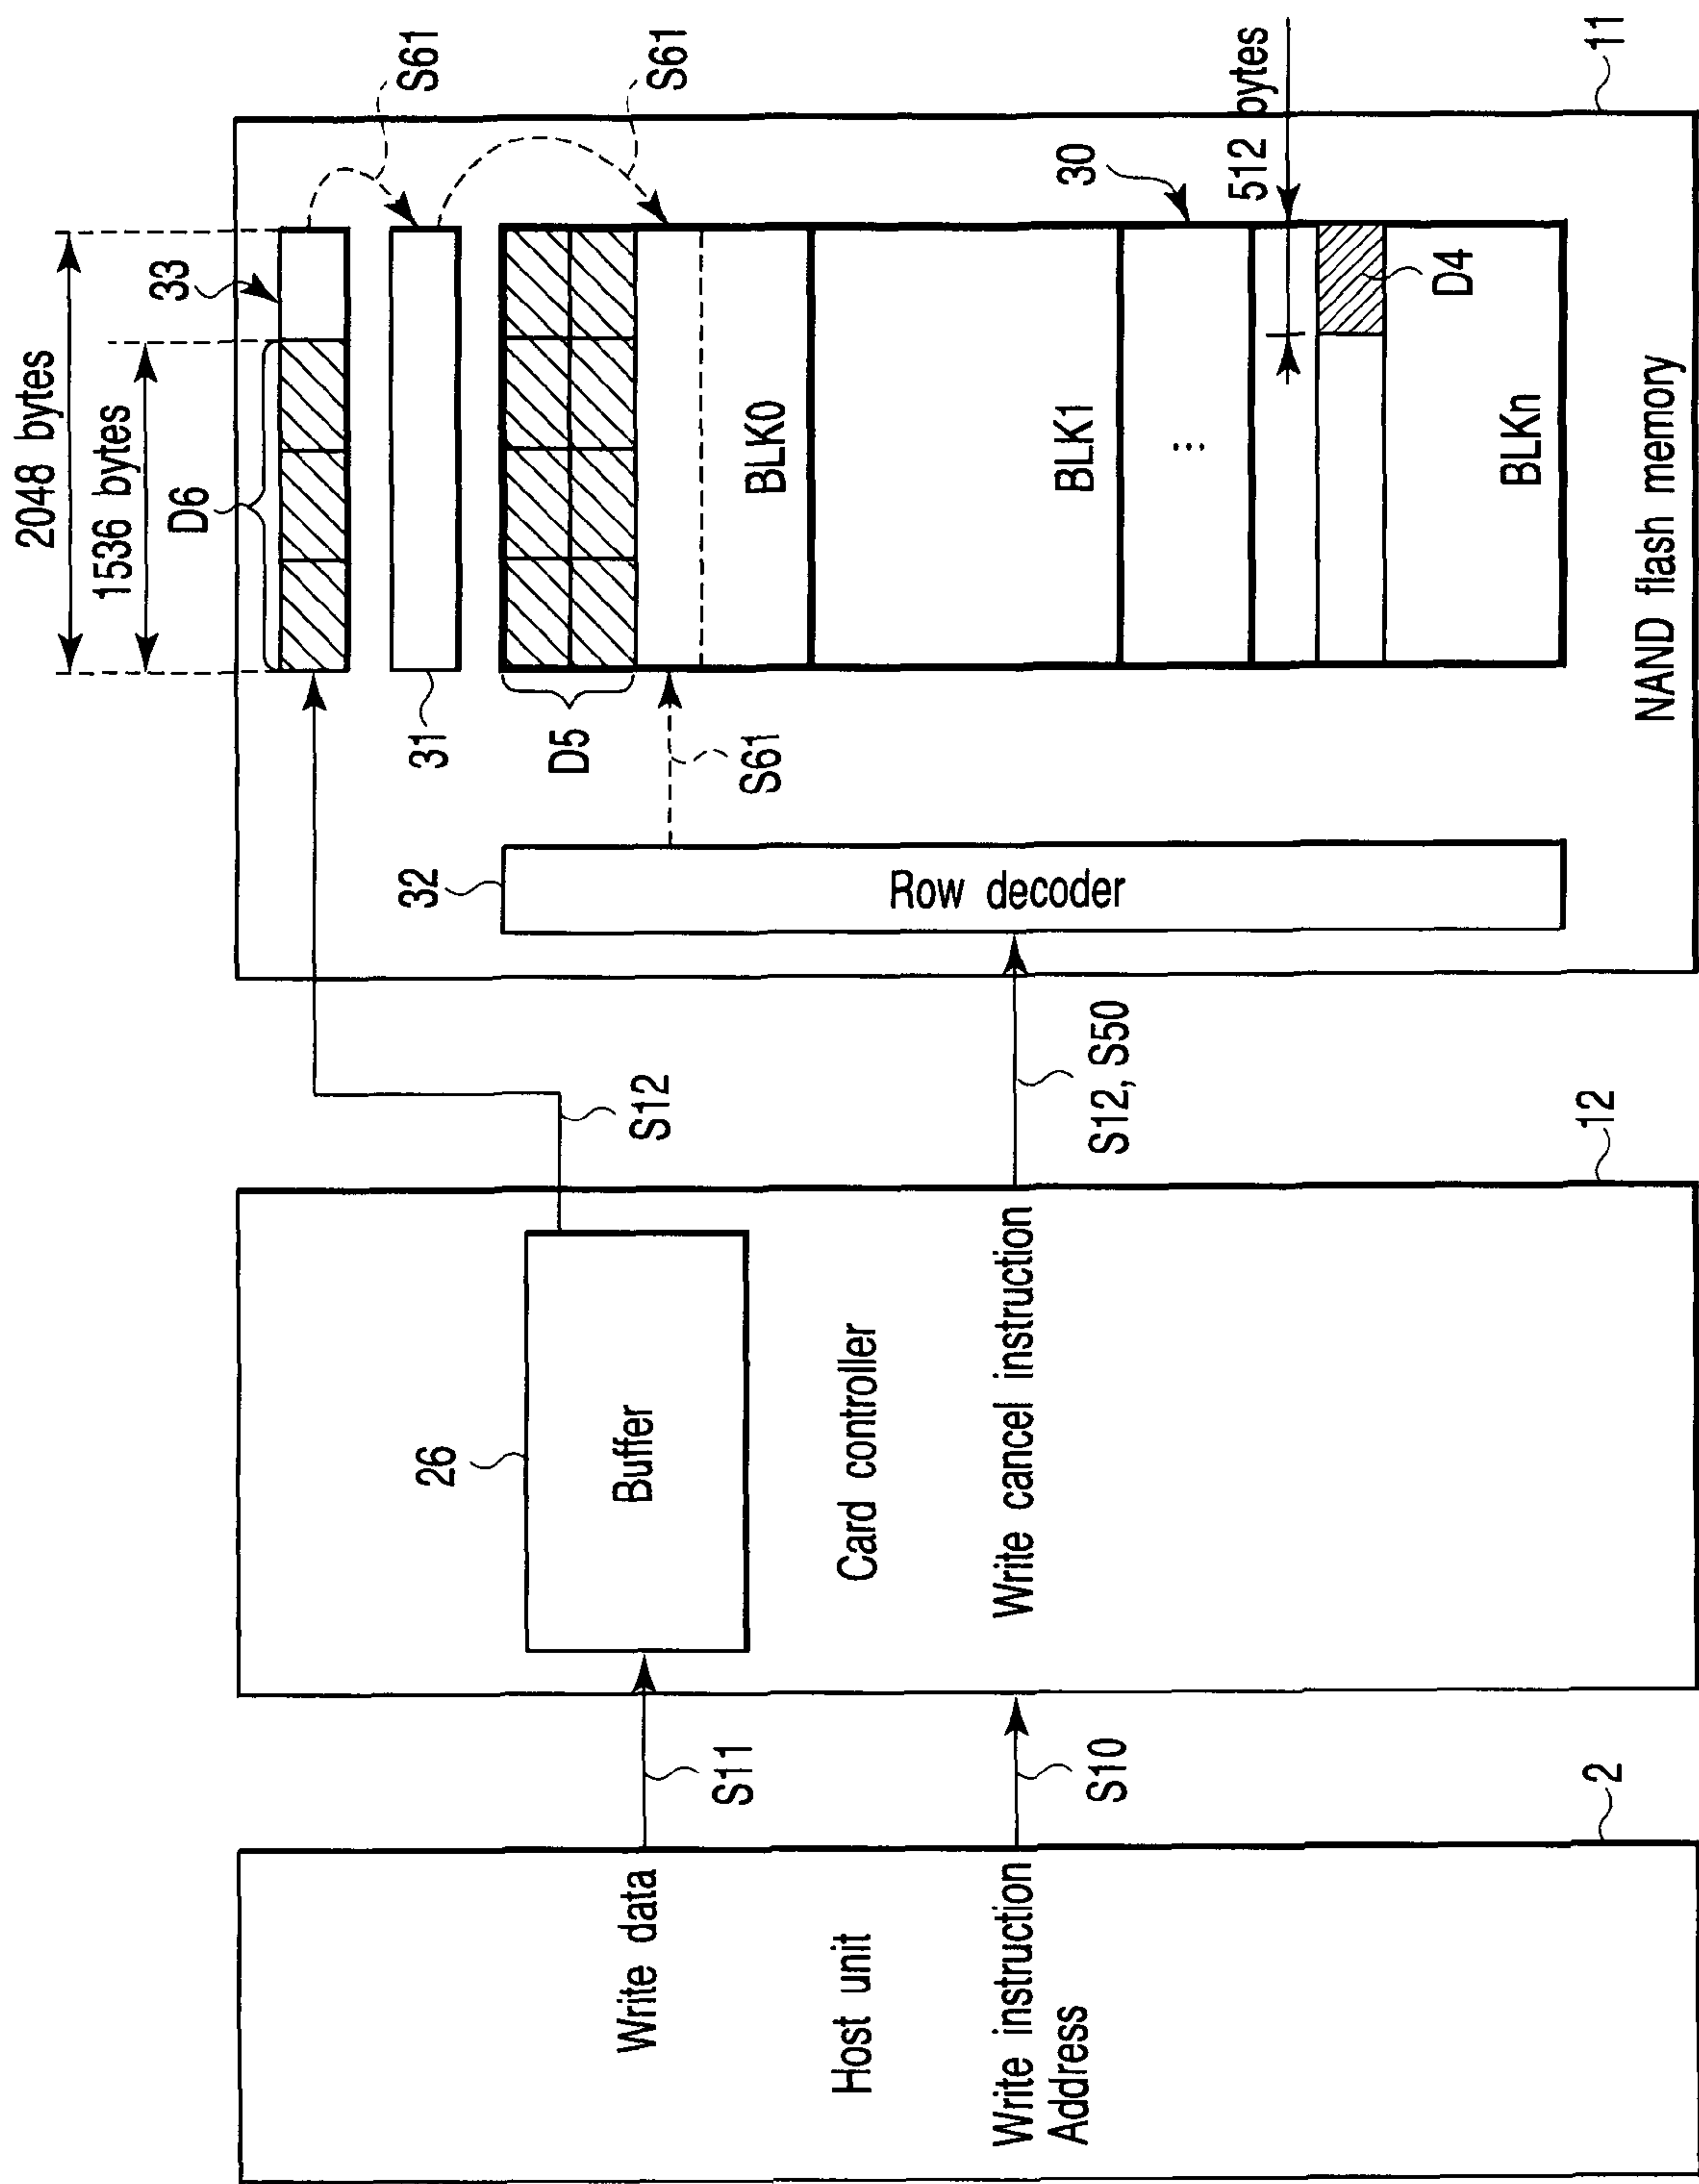 2048 bytes
1536 bytes
D6
33
S61
S61
31
D5
S61
BLK0
BLK1
...
BLKn
30
512 bytes
D4
32
Row decoder
NAND flash memory
11
S12
S12, S50
26
Buffer
Card controller
Write cancel instruction
12
S11
S10
Write data
Host unit
Write instruction
Address
2